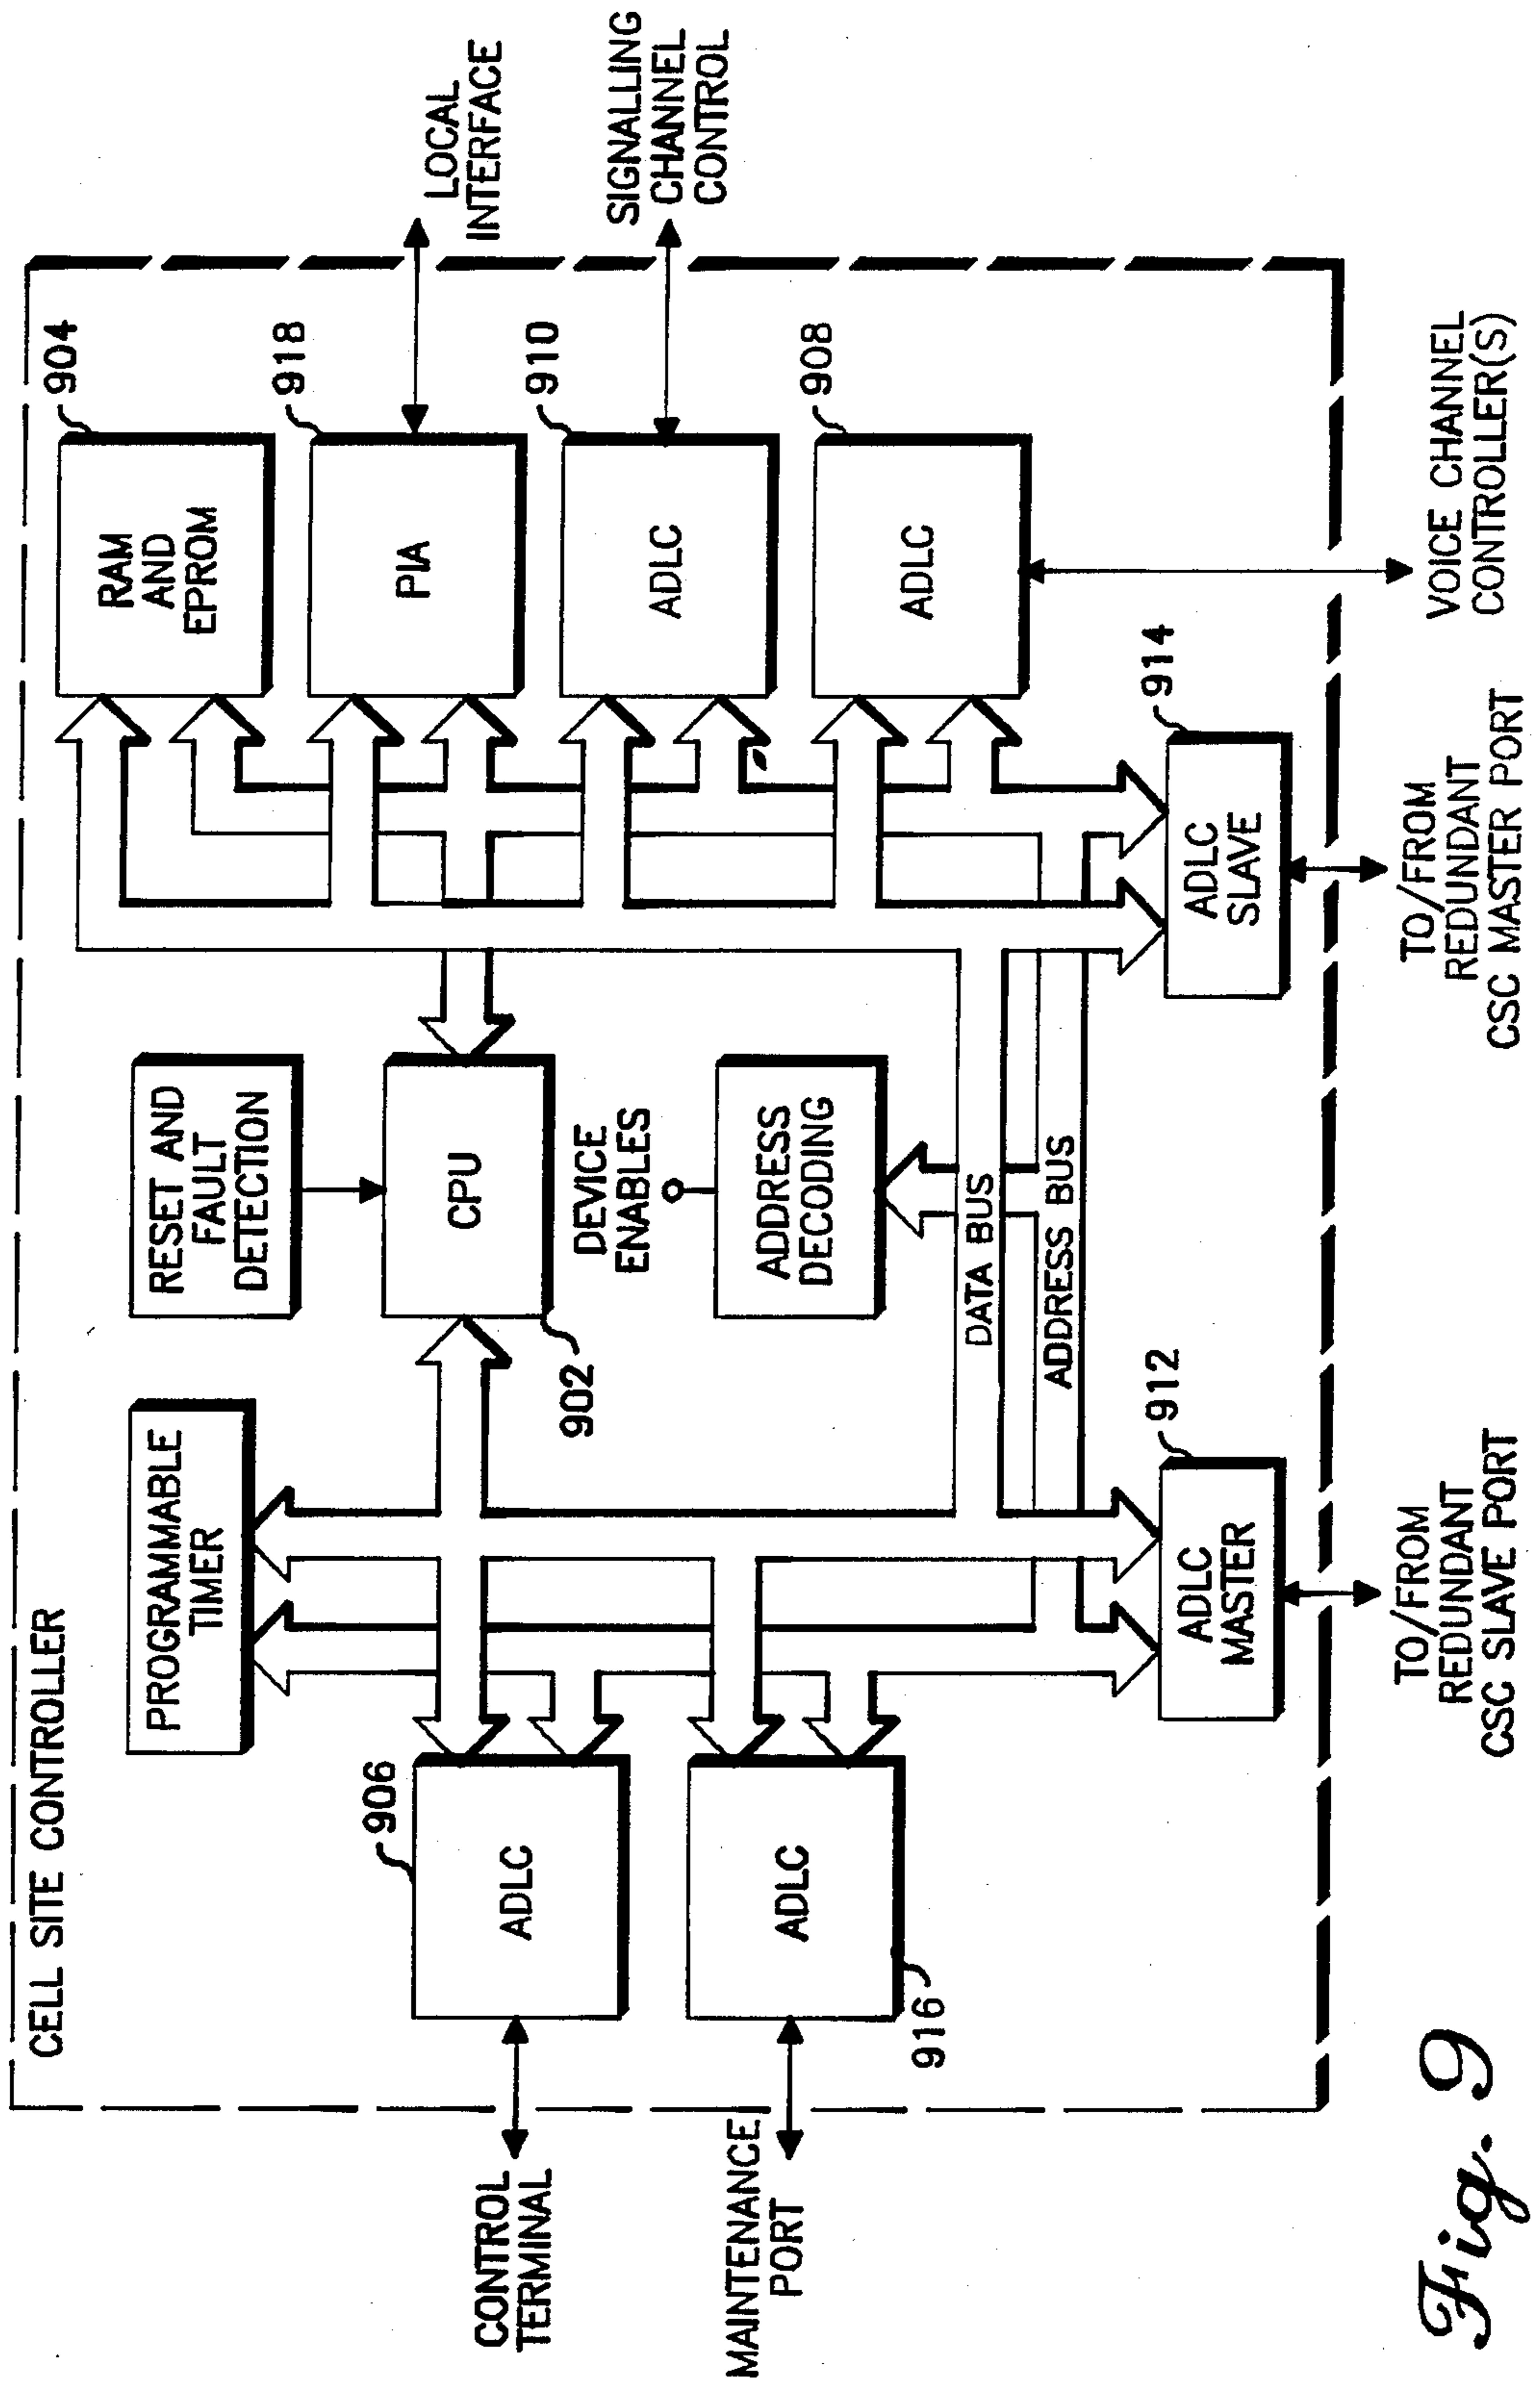 CELL SITE CONTROLLER
PROGRAMMABLE
TIMER
RESET AND
FAULT
DETECTION
RAM
AND
EPROM
904
CONTROL
TERMINAL
906
ADLC
902
CPU
918
PIA
LOCAL
INTERFACE
DEVICE
ENABLES
910
ADLC
SIGNALLING
CHANNEL
CONTROL
MAINTENANCE
PORT
916
ADLC
ADDRESS
DECODING
908
ADLC
DATA BUS
ADDRESS BUS
912
ADLC
MASTER
914
ADLC
SLAVE
TO/FROM
REDUNDANT
CSC SLAVE PORT
TO/FROM
REDUNDANT
CSC MASTER PORT
VOICE CHANNEL
CONTROLLER(S)
Fig. 9